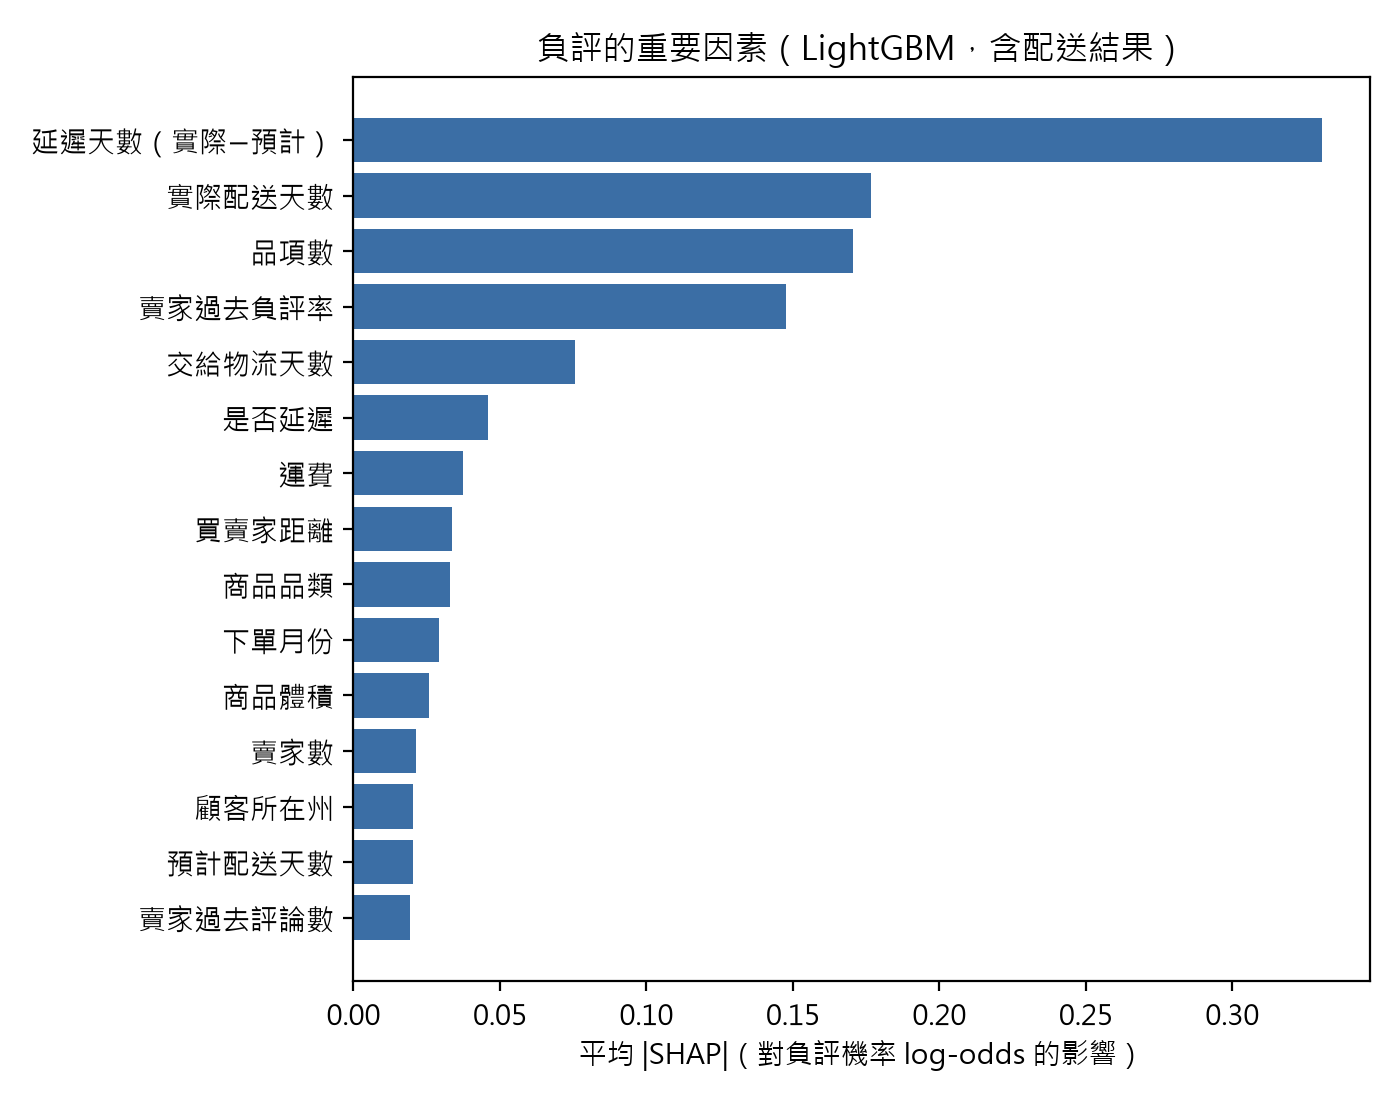 負評的重要因素（LightGBM，含配送結果）
延遲天數（實際−預計）
實際配送天數
品項數
賣家過去負評率
交給物流天數
是否延遲
運費
買賣家距離
商品品類
下單月份
商品體積
賣家數
顧客所在州
預計配送天數
賣家過去評論數
0.00 0.05 0.10 0.15 0.20 0.25 0.30
平均 |SHAP|（對負評機率 log-odds 的影響）